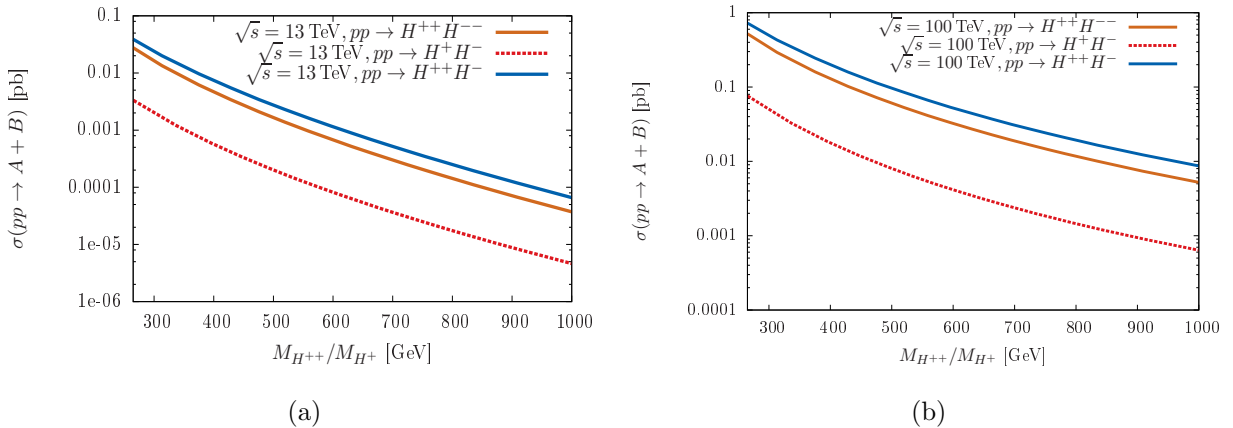 0.1
0.01
0.001
0.0001
1e-05
1e-06
σ(pp → A + B) [pb]
√s = 13 TeV, pp → H⁺⁺H⁻⁻
√s = 13 TeV, pp → H⁺H⁻
√s = 13 TeV, pp → H⁺⁺H⁻
300 400 500 600 700 800 900 1000
M_{H⁺⁺}/M_{H⁺} [GeV]
(a)
1
0.1
0.01
0.001
0.0001
σ(pp → A + B) [pb]
√s = 100 TeV, pp → H⁺⁺H⁻⁻
√s = 100 TeV, pp → H⁺H⁻
√s = 100 TeV, pp → H⁺⁺H⁻
300 400 500 600 700 800 900 1000
M_{H⁺⁺}/M_{H⁺} [GeV]
(b)